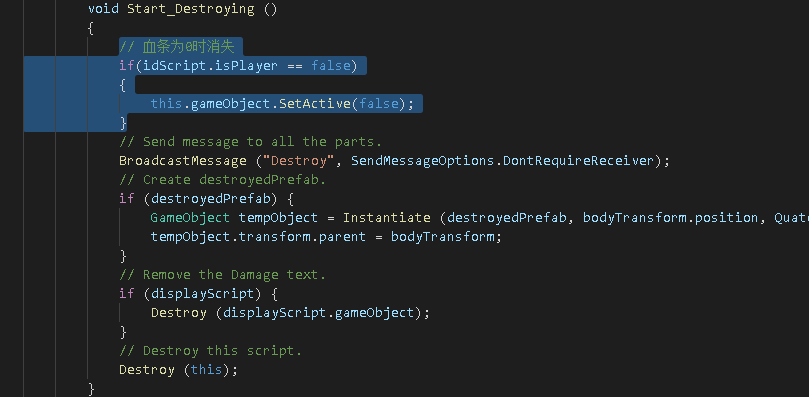 void Start_Destroying ()
{
// 血条为0时消失
if(idScript.isPlayer == false)
{
this.gameObject.SetActive(false);
}
// Send message to all the parts.
BroadcastMessage ("Destroy", SendMessageOptions.DontRequireReceiver);
// Create destroyedPrefab.
if (destroyedPrefab) {
GameObject tempObject = Instantiate (destroyedPrefab, bodyTransform.position, Quat
tempObject.transform.parent = bodyTransform;
}
// Remove the Damage text.
if (displayScript) {
Destroy (displayScript.gameObject);
}
// Destroy this script.
Destroy (this);
}